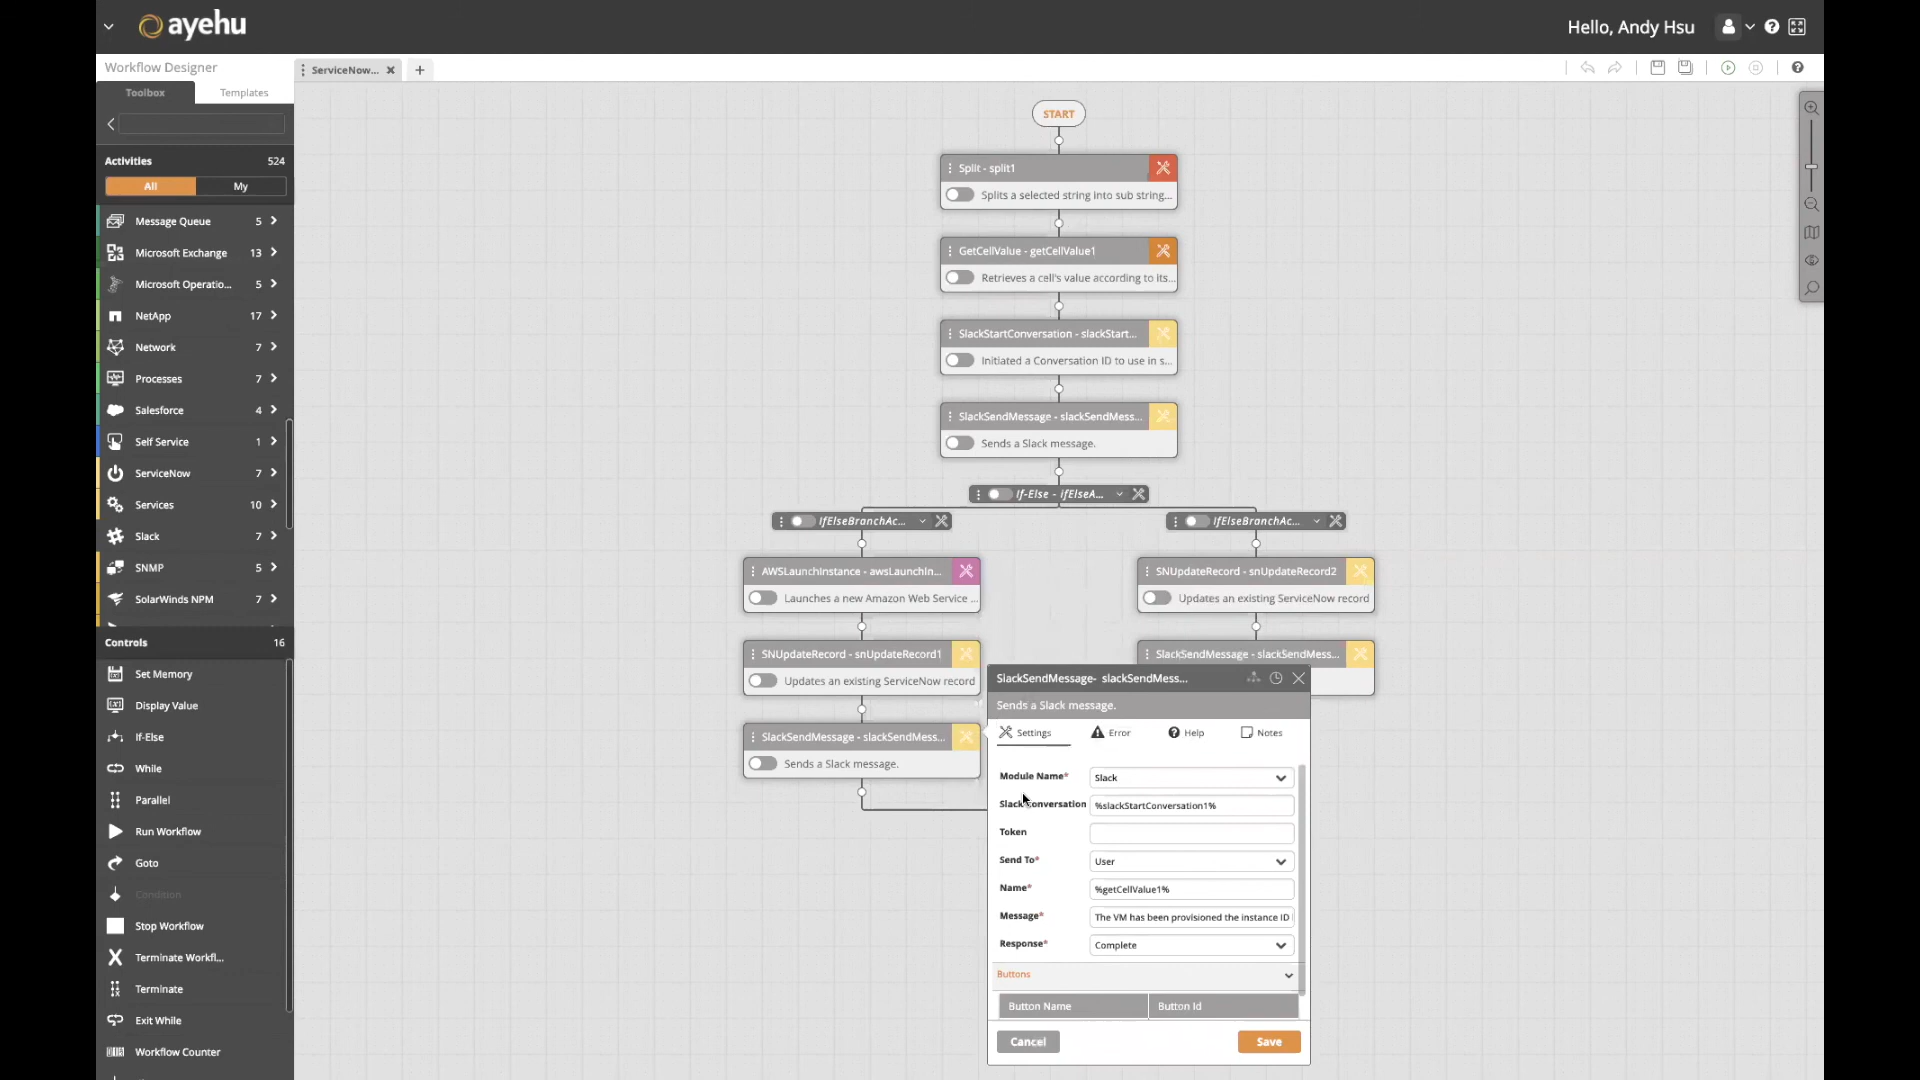 ayehu
Hello, Andy Hsu
Workflow Designer
ServiceNow...
Toolbox
Templates
Activities 524
All
My
Message Queue 5
Microsoft Exchange 13
Microsoft Operatio... 5
NetApp 17
Network 7
Processes 7
Salesforce 4
Self Service 1
ServiceNow 7
Services 10
Slack 7
SNMP 5
SolarWinds NPM 7
Controls 16
Set Memory
Display Value
If-Else
While
Parallel
Run Workflow
Goto
Condition
Stop Workflow
Terminate Workfl...
Terminate
Exit While
Workflow Counter
START
Split - split1
Splits a selected string into sub string...
GetCellValue - getCellValue1
Retrieves a cell's value according to its...
SlackStartConversation - slackStart...
Initiated a Conversation ID to use in s...
SlackSendMessage - slackSendMess...
Sends a Slack message.
If-Else - ifElseA...
IfElseBranchAc...
AWSLaunchInstance - awsLaunchIn...
Launches a new Amazon Web Service ...
SNUpdateRecord - snUpdateRecord1
Updates an existing ServiceNow record
SlackSendMessage - slackSendMess...
Sends a Slack message.
IfElseBranchAc...
SNUpdateRecord - snUpdateRecord2
Updates an existing ServiceNow record
SlackSendMessage - slackSendMess...
SlackSendMessage- slackSendMess...
Sends a Slack message.
Settings
Error
Help
Notes
Module Name* Slack
Slack Conversation %slackStartConversation1%
Token
Send To* User
Name* %getCellValue1%
Message* The VM has been provisioned the instance ID
Response* Complete
Buttons
Button Name
Button Id
Cancel
Save